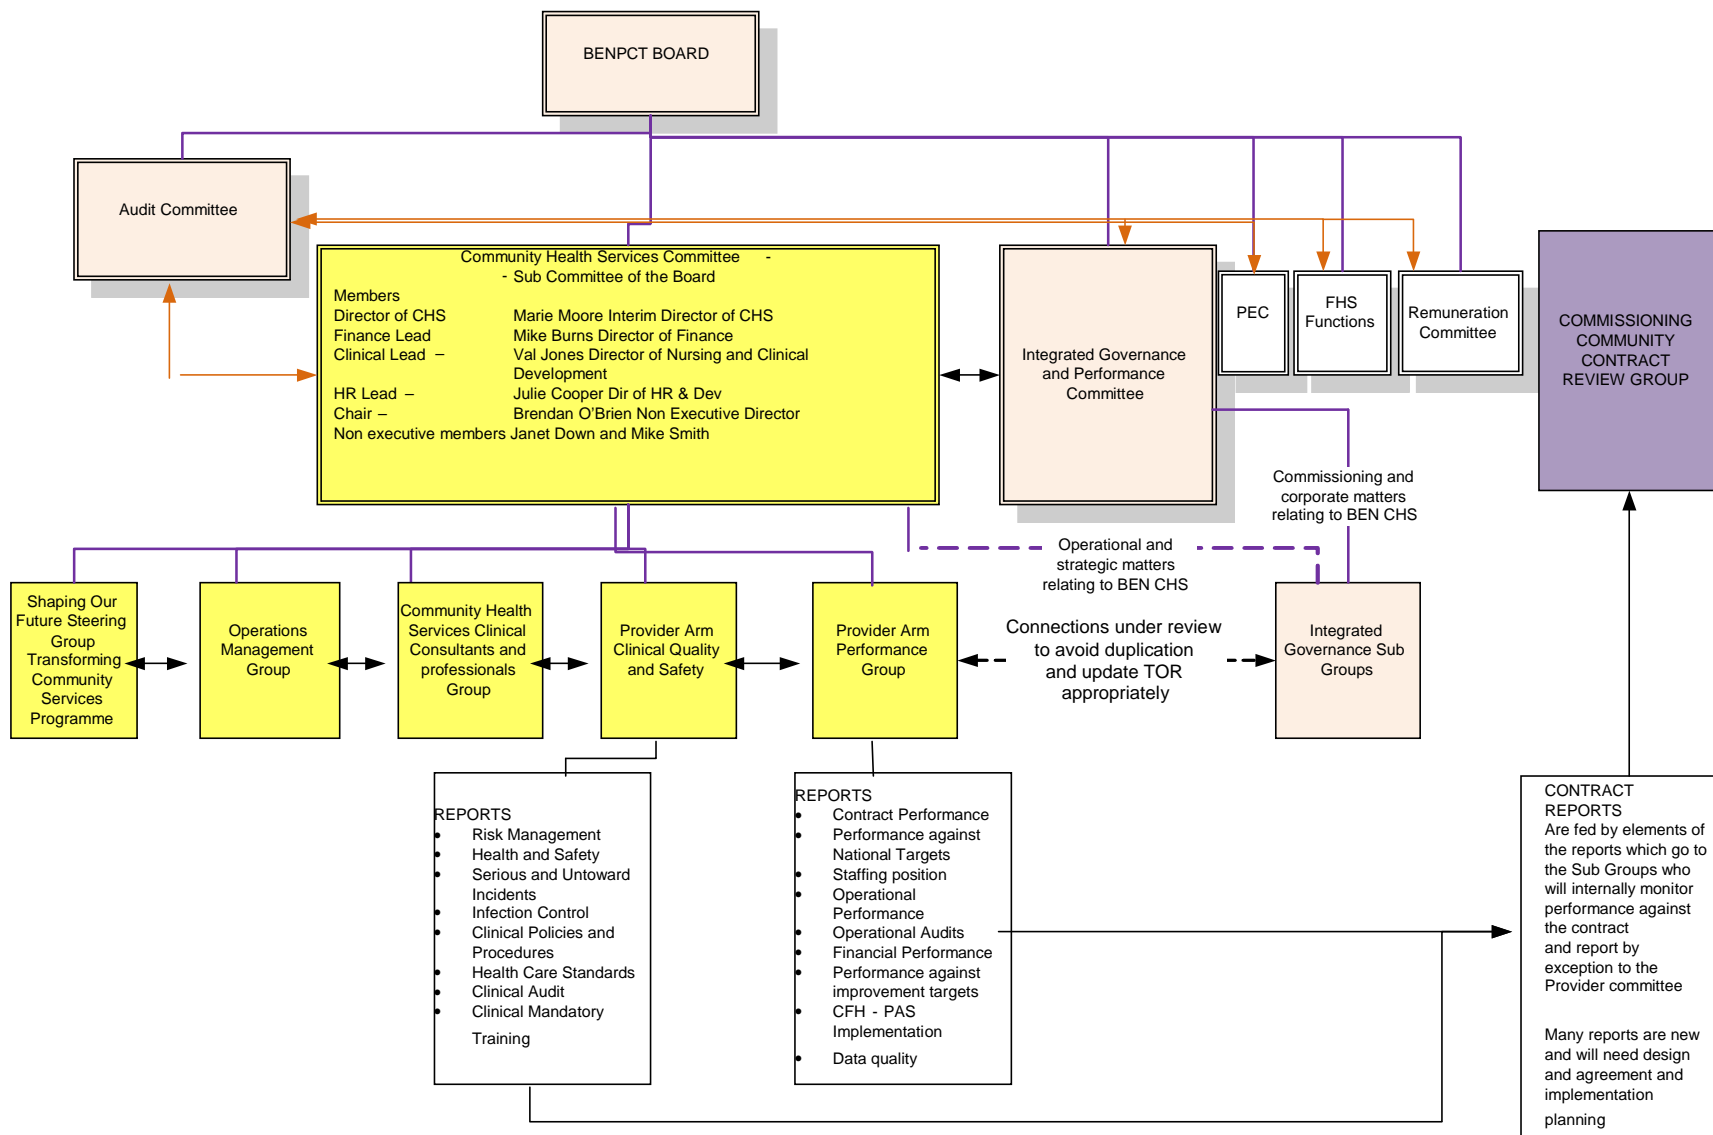 BENPCT BOARD
Audit Committee
Community Health Services Committee -
- Sub Committee of the Board
Members
Director of CHS Marie Moore Interim Director of CHS
Finance Lead Mike Burns Director of Finance
Clinical Lead – Val Jones Director of Nursing and Clinical
Development
HR Lead – Julie Cooper Dir of HR & Dev
Chair – Brendan O'Brien Non Executive Director
Non executive members Janet Down and Mike Smith
Integrated Governance
and Performance
Committee
PEC
FHS
Functions
Remuneration
Committee
COMMISSIONING
COMMUNITY
CONTRACT
REVIEW GROUP
Commissioning and
corporate matters
relating to BEN CHS
Operational and
strategic matters
relating to BEN CHS
Shaping Our
Future Steering
Group
Transforming
Community
Services
Programme
Operations
Management
Group
Community Health
Services Clinical
Consultants and
professionals
Group
Provider Arm
Clinical Quality
and Safety
Provider Arm
Performance
Group
Connections under review
to avoid duplication
and update TOR
appropriately
Integrated
Governance Sub
Groups
REPORTS
• Risk Management
• Health and Safety
• Serious and Untoward
Incidents
• Infection Control
• Clinical Policies and
Procedures
• Health Care Standards
• Clinical Audit
• Clinical Mandatory
Training
REPORTS
• Contract Performance
• Performance against
National Targets
• Staffing position
• Operational
Performance
• Operational Audits
• Financial Performance
• Performance against
improvement targets
• CFH - PAS
Implementation
• Data quality
CONTRACT
REPORTS
Are fed by elements of
the reports which go to
the Sub Groups who
will internally monitor
performance against
the contract
and report by
exception to the
Provider committee
Many reports are new
and will need design
and agreement and
implementation
planning